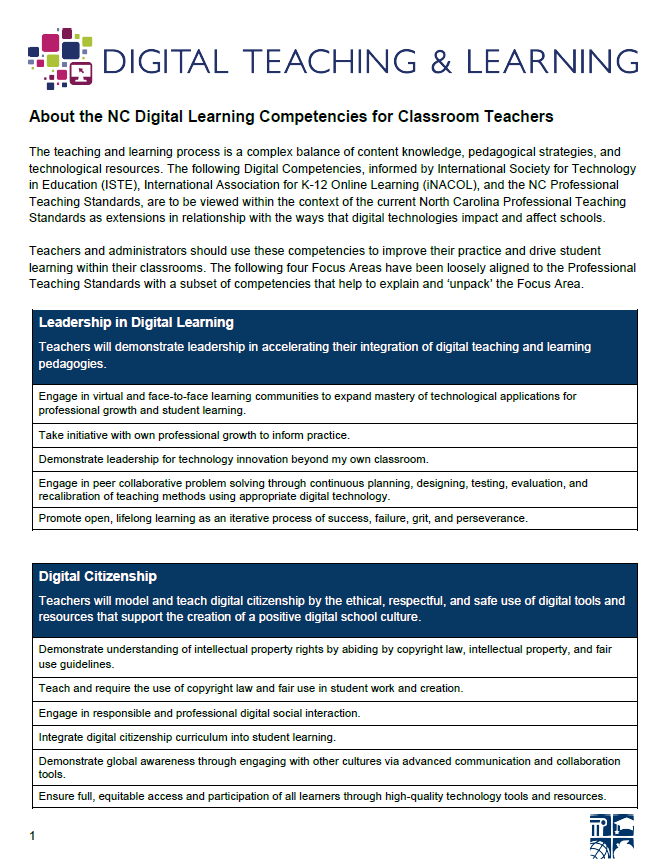 DIGITAL TEACHING & LEARNING
About the NC Digital Learning Competencies for Classroom Teachers
The teaching and learning process is a complex balance of content knowledge, pedagogical strategies, and
technological resources. The following Digital Competencies, informed by International Society for Technology
in Education (ISTE), International Association for K-12 Online Learning (iNACOL), and the NC Professional
Teaching Standards, are to be viewed within the context of the current North Carolina Professional Teaching
Standards as extensions in relationship with the ways that digital technologies impact and affect schools.
Teachers and administrators should use these competencies to improve their practice and drive student
learning within their classrooms. The following four Focus Areas have been loosely aligned to the Professional
Teaching Standards with a subset of competencies that help to explain and ‘unpack’ the Focus Area.
Leadership in Digital Learning
Teachers will demonstrate leadership in accelerating their integration of digital teaching and learning
pedagogies.
Engage in virtual and face-to-face learning communities to expand mastery of technological applications for
professional growth and student learning.
Take initiative with own professional growth to inform practice.
Demonstrate leadership for technology innovation beyond my own classroom.
Engage in peer collaborative problem solving through continuous planning, designing, testing, evaluation, and
recalibration of teaching methods using appropriate digital technology.
Promote open, lifelong learning as an iterative process of success, failure, grit, and perseverance.
Digital Citizenship
Teachers will model and teach digital citizenship by the ethical, respectful, and safe use of digital tools and
resources that support the creation of a positive digital school culture.
Demonstrate understanding of intellectual property rights by abiding by copyright law, intellectual property, and fair
use guidelines.
Teach and require the use of copyright law and fair use in student work and creation.
Engage in responsible and professional digital social interaction.
Integrate digital citizenship curriculum into student learning.
Demonstrate global awareness through engaging with other cultures via advanced communication and collaboration
tools.
Ensure full, equitable access and participation of all learners through high-quality technology tools and resources.
1